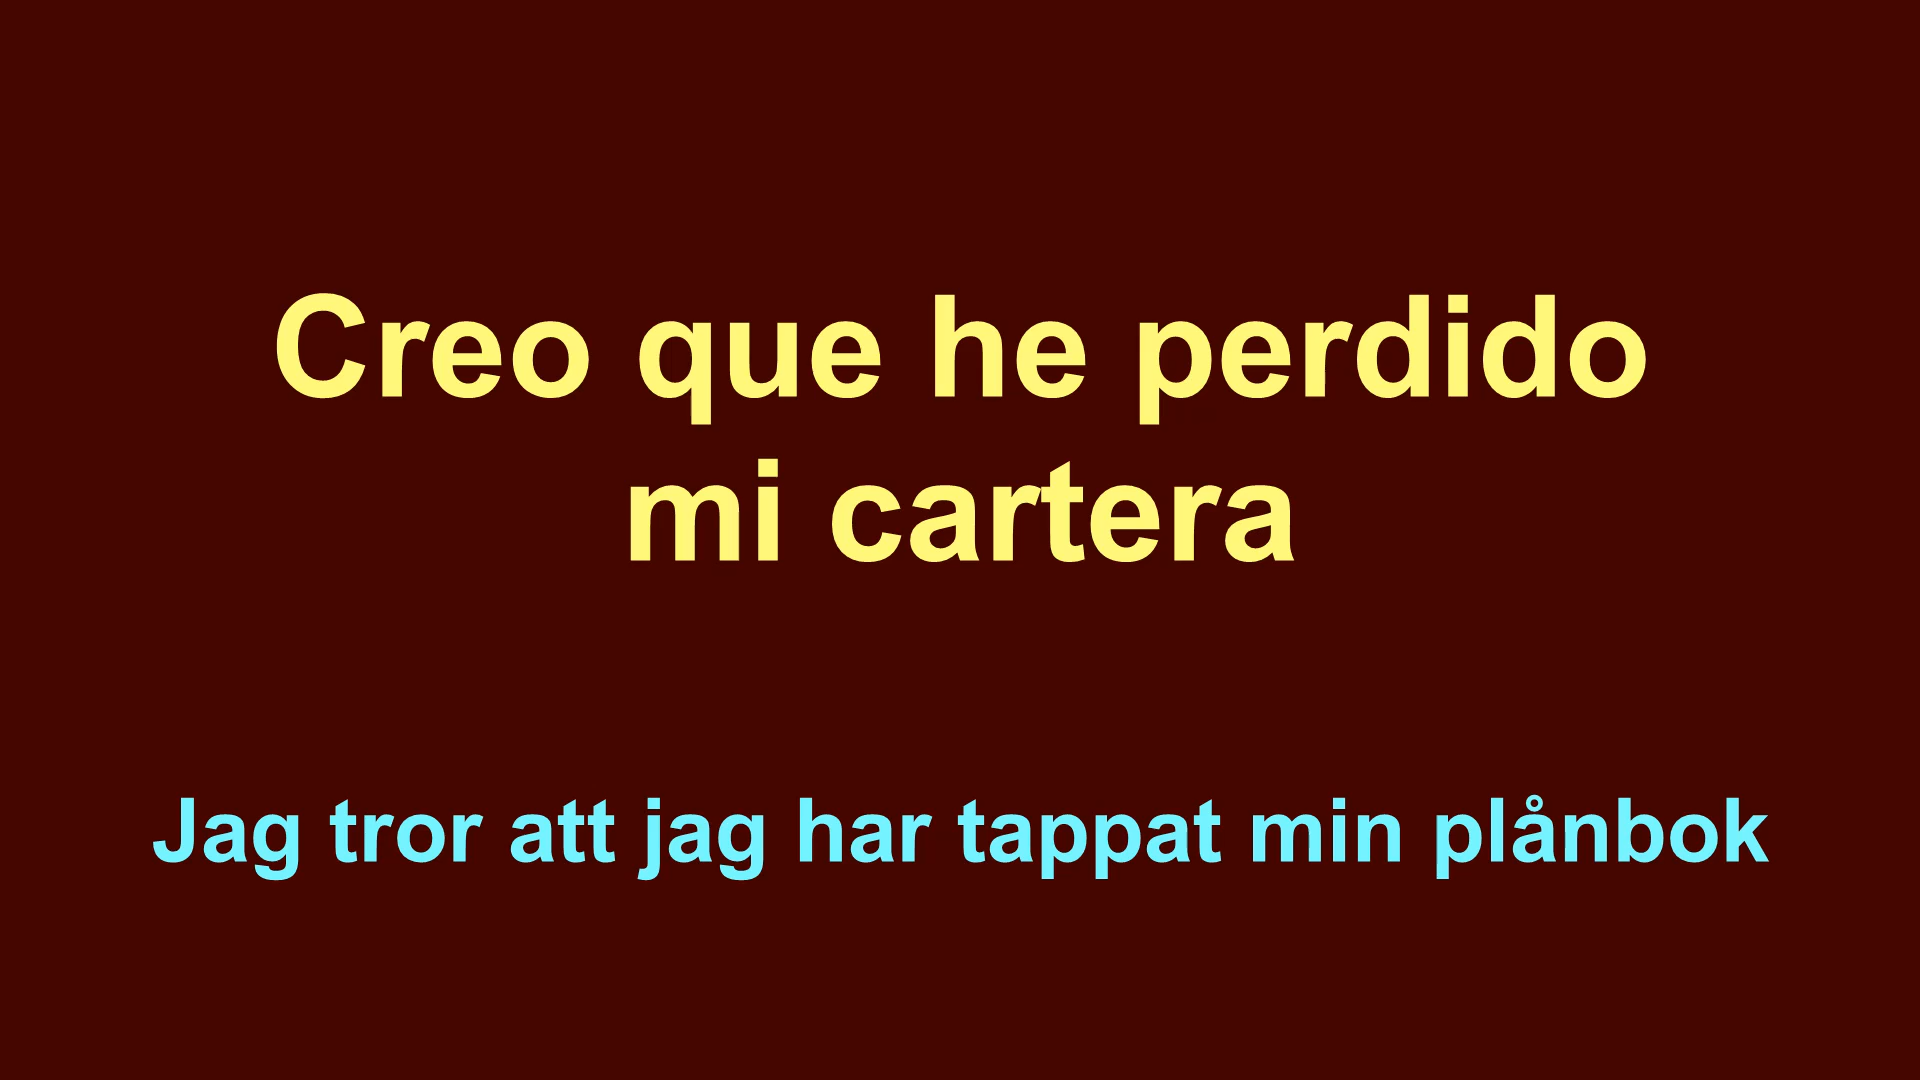 Creo que he perdido
mi cartera
Jag tror att jag har tappat min plånbok